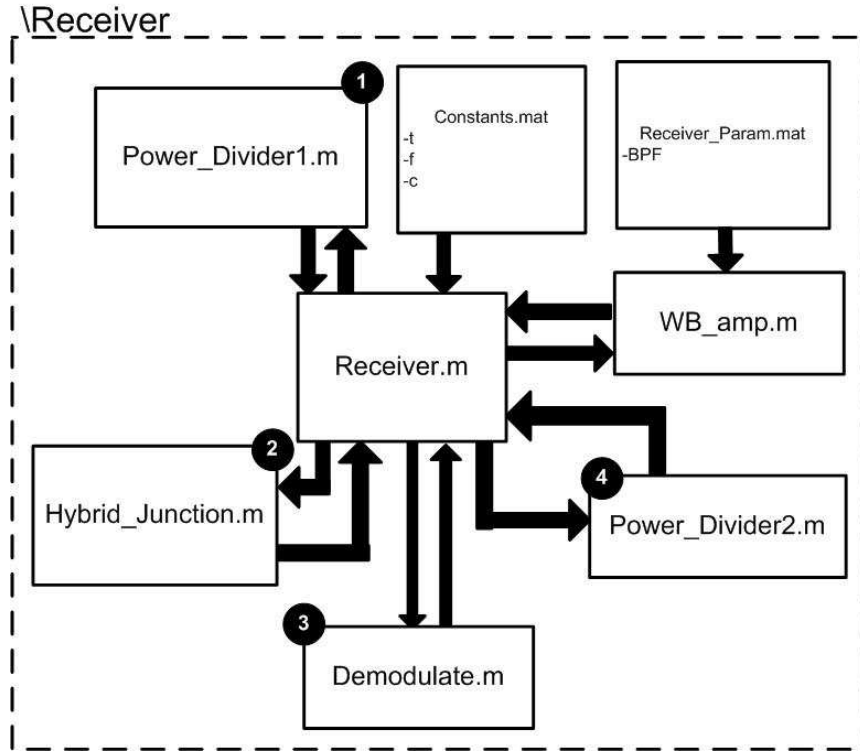 \Receiver
1
Power_Divider1.m
Constants.mat
-t
-f
-c
Receiver_Param.mat
-BPF
Receiver.m
WB_amp.m
2
Hybrid_Junction.m
4
Power_Divider2.m
3
Demodulate.m